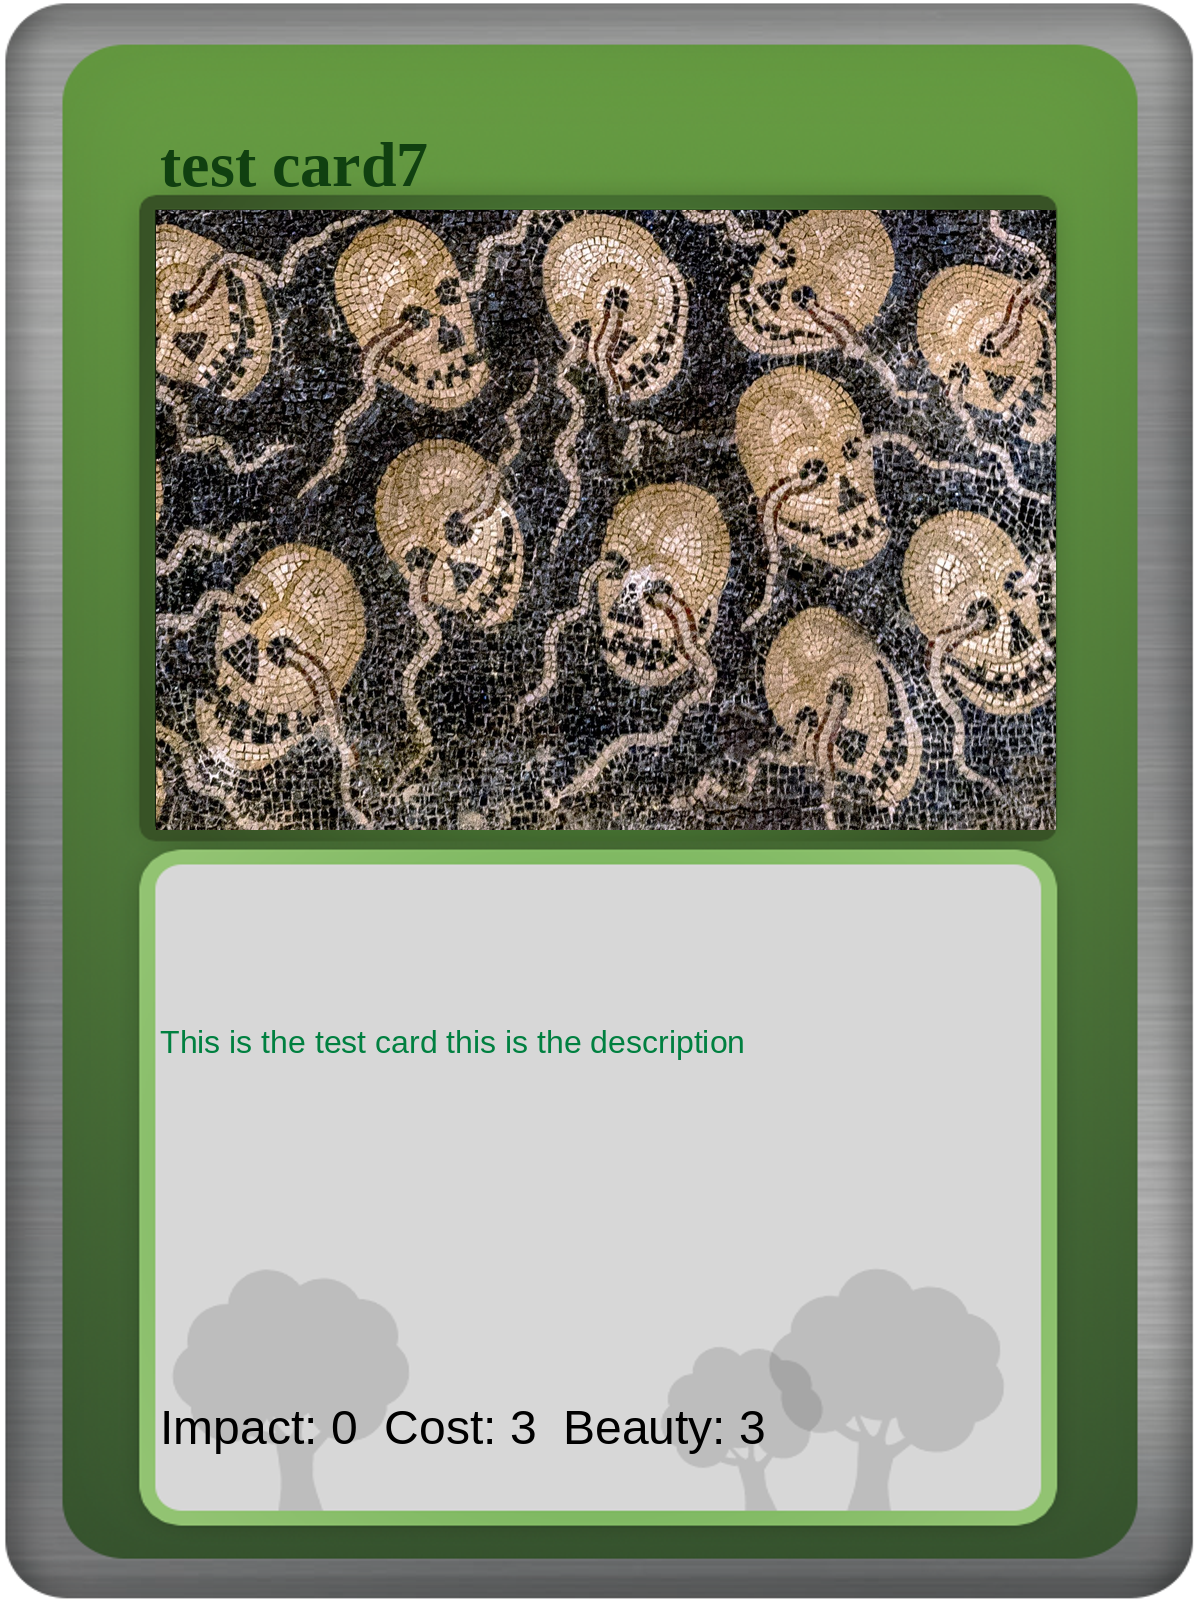 test card7
This is the test card this is the description
Impact: 0  Cost: 3  Beauty: 3